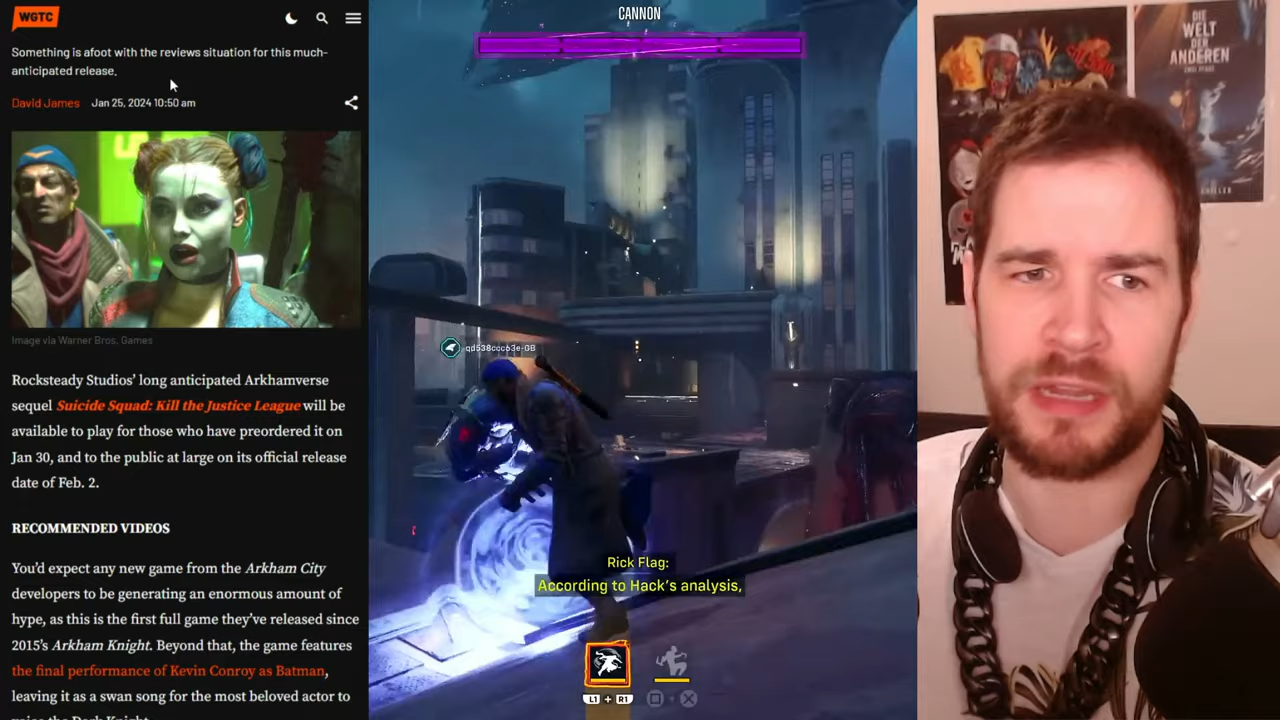 WGTC
Something is afoot with the reviews situation for this much-
anticipated release.
David James Jan 25, 2024 10:50 am
Image via Warner Bros. Games
Rocksteady Studios' long anticipated Arkhamverse
sequel Suicide Squad: Kill the Justice League will be
available to play for those who have preordered it on
Jan 30, and to the public at large on its official release
date of Feb. 2.
RECOMMENDED VIDEOS
You'd expect any new game from the Arkham City
developers to be generating an enormous amount of
hype, as this is the first full game they've released since
2015's Arkham Knight. Beyond that, the game features
the final performance of Kevin Conroy as Batman,
leaving it as a swan song for the most beloved actor to
CANNON
Rick Flag:
According to Hack's analysis,
L1 + R1
DIE
WELT
DER
ANDEREN